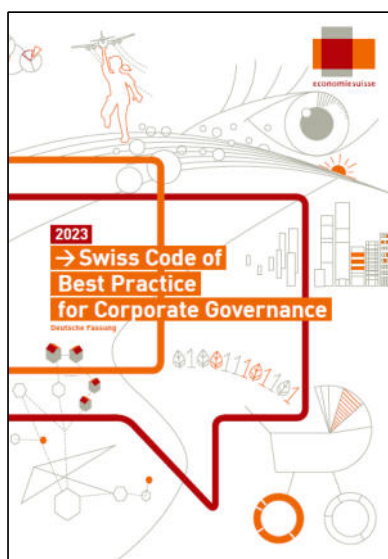 economiesuisse
2023
→ Swiss Code of
Best Practice
for Corporate Governance
Deutsche Fassung